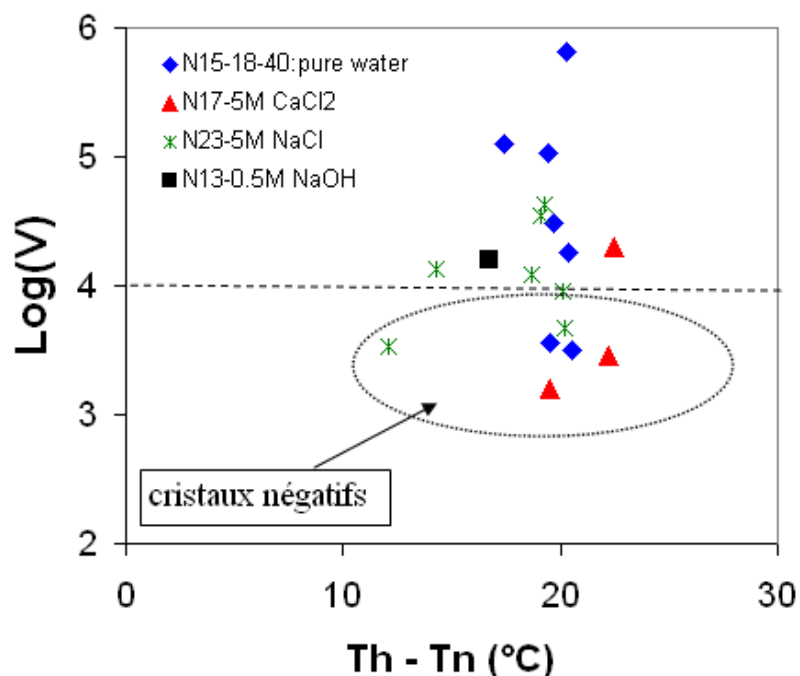 6
5
4
3
2
Log(V)
N15-18-40:pure water
N17-5M CaCl2
N23-5M NaCl
N13-0.5M NaOH
cristaux négatifs
0
10
20
30
Th - Tn (°C)